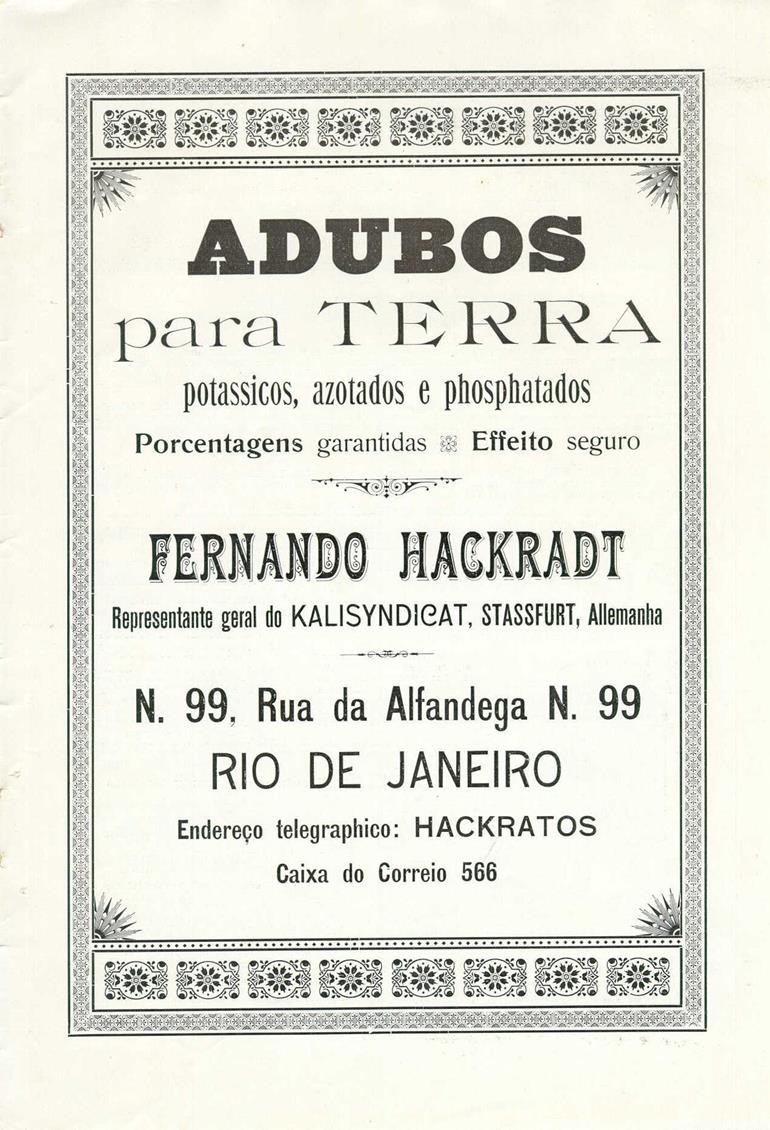 ADUBOS
para TERRA
potassicos, azotados e phosphatados
Porcentagens garantidas Effeito seguro
FERNANDO HACKRADT
Representante geral do KALISYNDICAT, STASSFURT, Allemanha
N. 99, Rua da Alfandega N. 99
RIO DE JANEIRO
Endereço telegraphico: HACKRATOS
Caixa do Correio 566